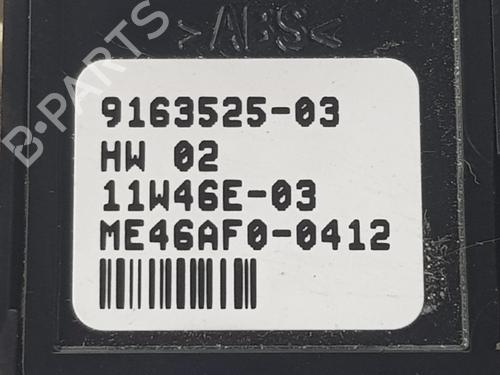 >ABS<
9163525-03
HW 02
11W46E-03
ME46AF0-0412
B-PARTS